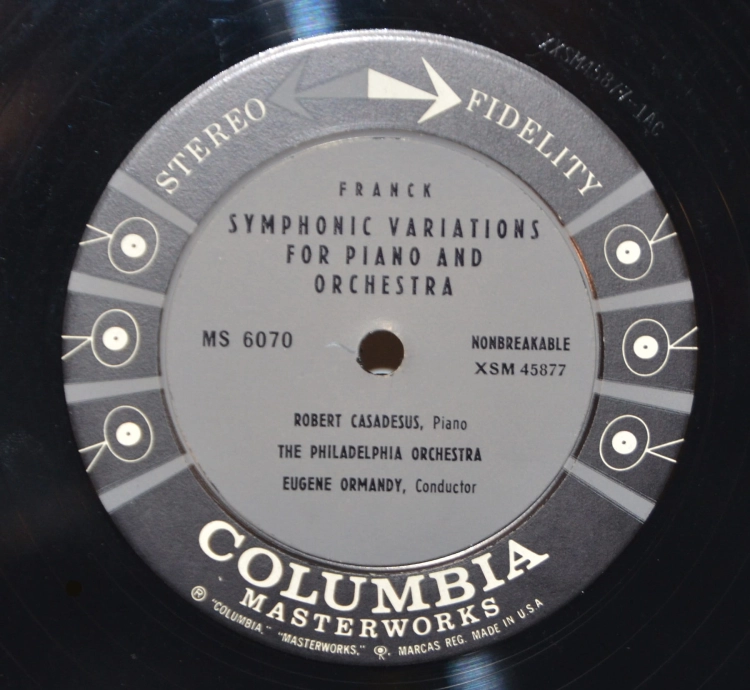 STEREO FIDELITY
FRANCK
SYMPHONIC VARIATIONS
FOR PIANO AND
ORCHESTRA
MS 6070
NONBREAKABLE
XSM 45877
ROBERT CASADESUS, Piano
THE PHILADELPHIA ORCHESTRA
EUGENE ORMANDY, Conductor
COLUMBIA
MASTERWORKS
® "COLUMBIA," "MASTERWORKS," ®. MARCAS REG. MADE IN U.S.A